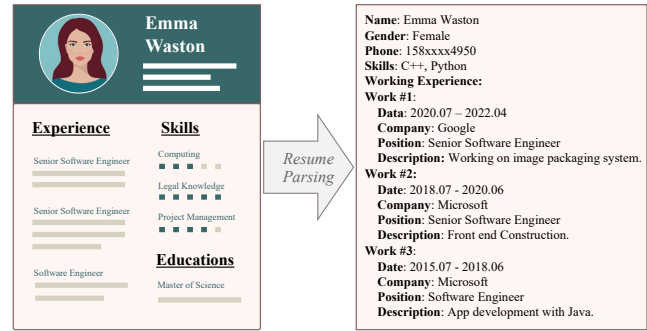 Emma
Waston
Experience
Senior Software Engineer
Senior Software Engineer
Software Engineer
Skills
Computing
Legal Knowledge
Project Management
Educations
Master of Science
Resume
Parsing
Name: Emma Waston
Gender: Female
Phone: 158xxxx4950
Skills: C++, Python
Working Experience:
Work #1:
Data: 2020.07 – 2022.04
Company: Google
Position: Senior Software Engineer
Description: Working on image packaging system.
Work #2:
Date: 2018.07 - 2020.06
Company: Microsoft
Position: Senior Software Engineer
Description: Front end Construction.
Work #3:
Date: 2015.07 - 2018.06
Company: Microsoft
Position: Software Engineer
Description: App development with Java.